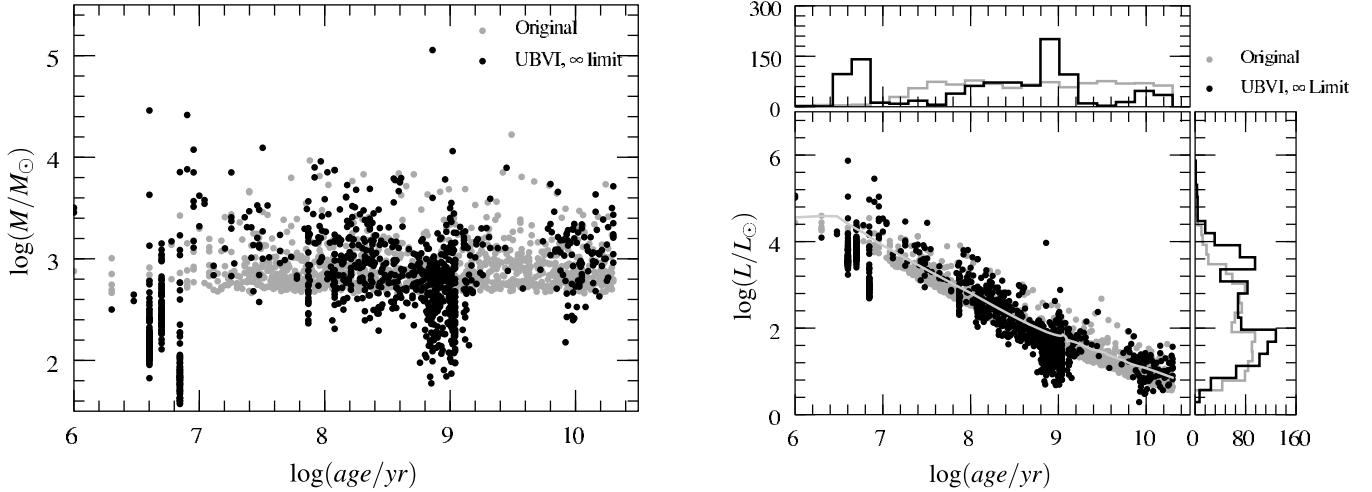 Original
UBVI, ∞ limit
5
4
3
2
log(M/M⊙)
6 7 8 9 10
log(age/yr)
300
150
0
Original
UBVI, ∞ Limit
6
4
2
0
log(L/L⊙)
6 7 8 9 10
0 80 160
log(age/yr)